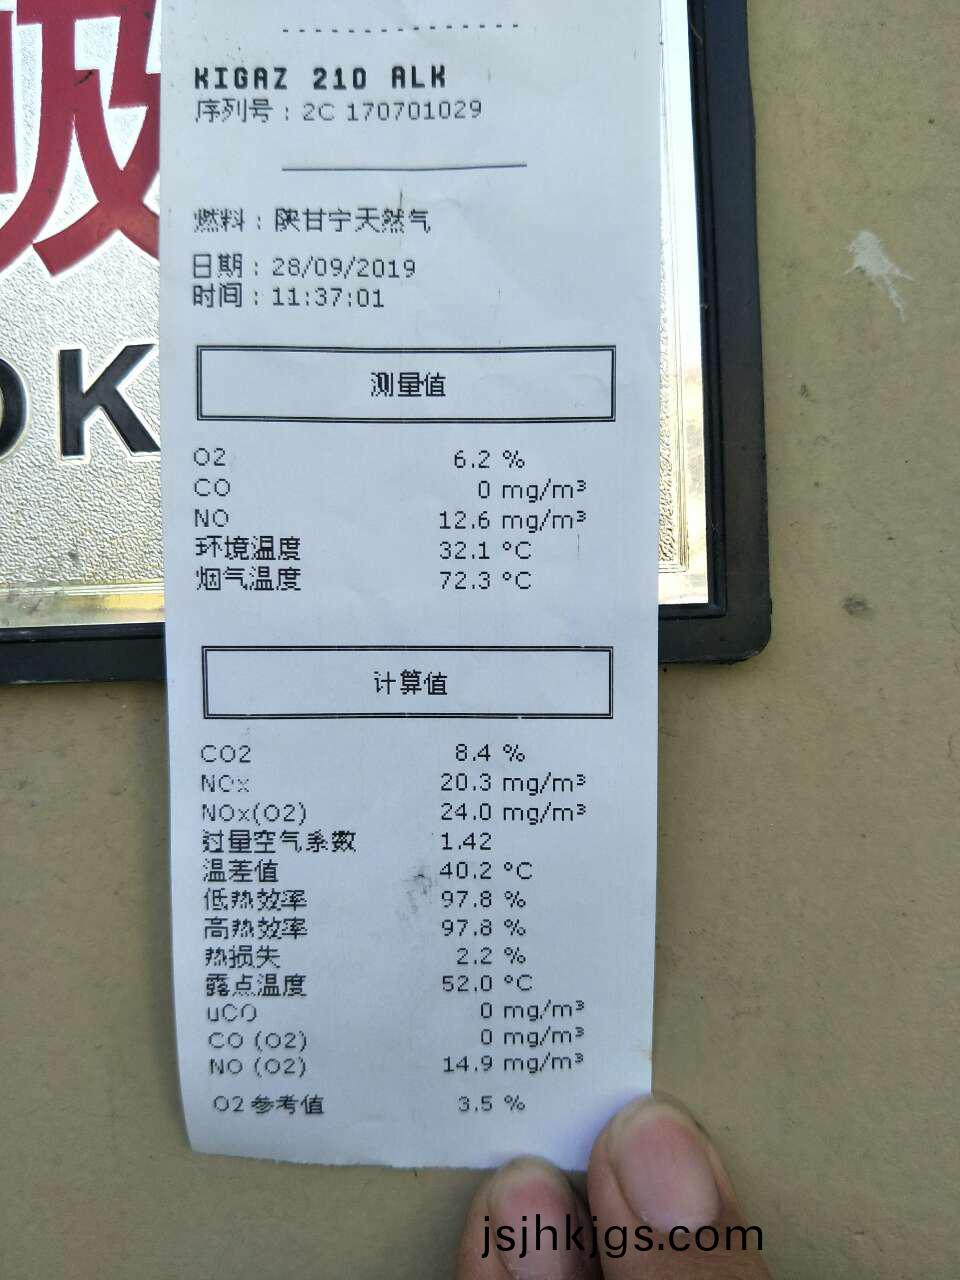 吸
OK
KIGAZ 210 ALK
序列号：2C 170701029
燃料：陕甘宁天然气
日期：28/09/2019
时间：11:37:01
测量值
O2 6.2 %
CO 0 mg/m³
NO 12.6 mg/m³
环境温度 32.1 °C
烟气温度 72.3 °C
计算值
CO2 8.4 %
NOx 20.3 mg/m³
NOx(O2) 24.0 mg/m³
过量空气系数 1.42
温差值 40.2 °C
低热效率 97.8 %
高热效率 97.8 %
热损失 2.2 %
露点温度 52.0 °C
uCO 0 mg/m³
CO (O2) 0 mg/m³
NO (O2) 14.9 mg/m³
O2 参考值 3.5 %
jsjhkjgs.com